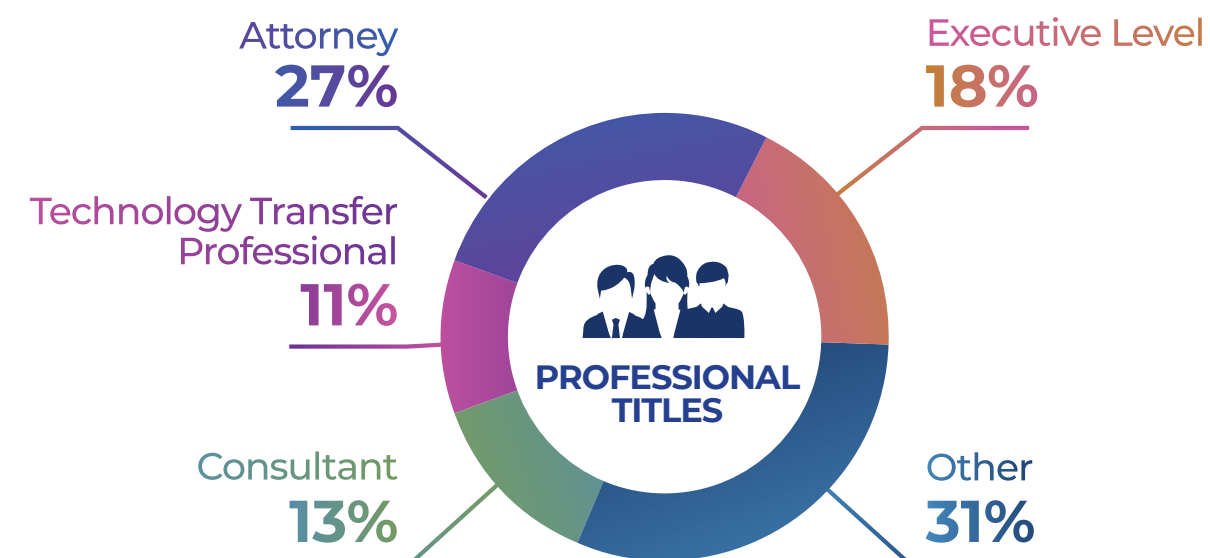 Attorney
27%
Executive Level
18%
Technology Transfer
Professional
11%
PROFESSIONAL
TITLES
Consultant
13%
Other
31%